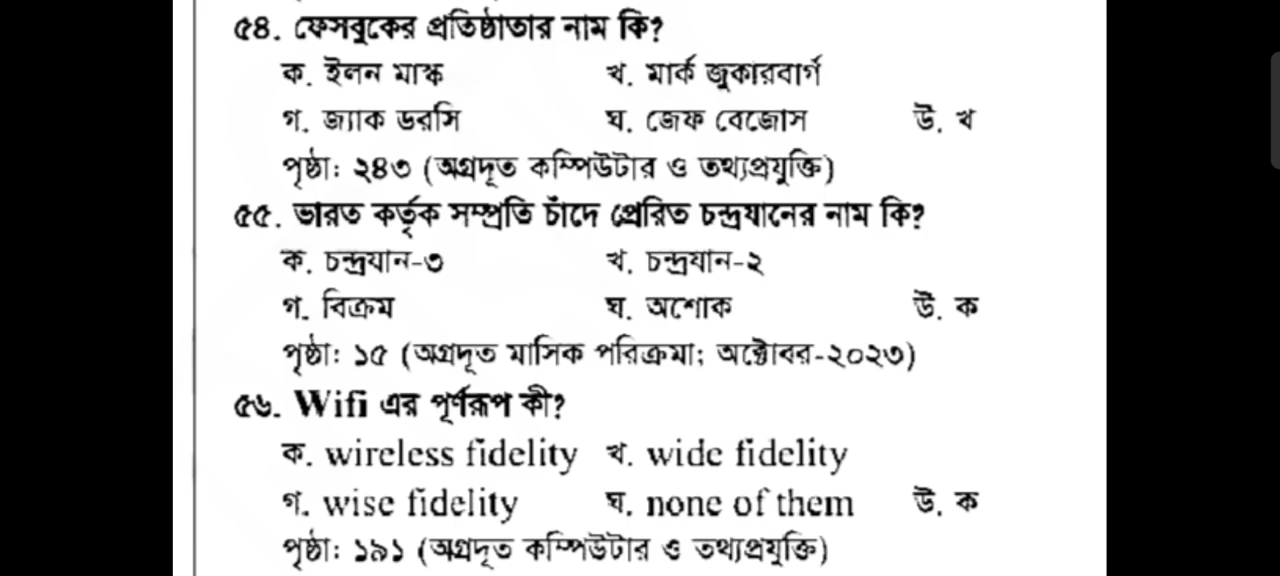 ৫৪. ফেসবুকের প্রতিষ্ঠাতার নাম কি?
ক. ইলন মাস্ক খ. মার্ক জুকারবার্গ
গ. জ্যাক ডরসি ঘ. জেফ বেজোস উ. খ
পৃষ্ঠা: ২৪৩ (অগ্রদূত কম্পিউটার ও তথ্যপ্রযুক্তি)
৫৫. ভারত কর্তৃক সম্প্রতি চাঁদে প্রেরিত চন্দ্রযানের নাম কি?
ক. চন্দ্রযান-৩ খ. চন্দ্রযান-২
গ. বিক্রম ঘ. অশোক উ. ক
পৃষ্ঠা: ১৫ (অগ্রদূত মাসিক পরিক্রমা; অক্টোবর-২০২৩)
৫৬. Wifi এর পূর্ণরূপ কী?
ক. wireless fidelity খ. wide fidelity
গ. wise fidelity ঘ. none of them উ. ক
পৃষ্ঠা: ১৯১ (অগ্রদূত কম্পিউটার ও তথ্যপ্রযুক্তি)